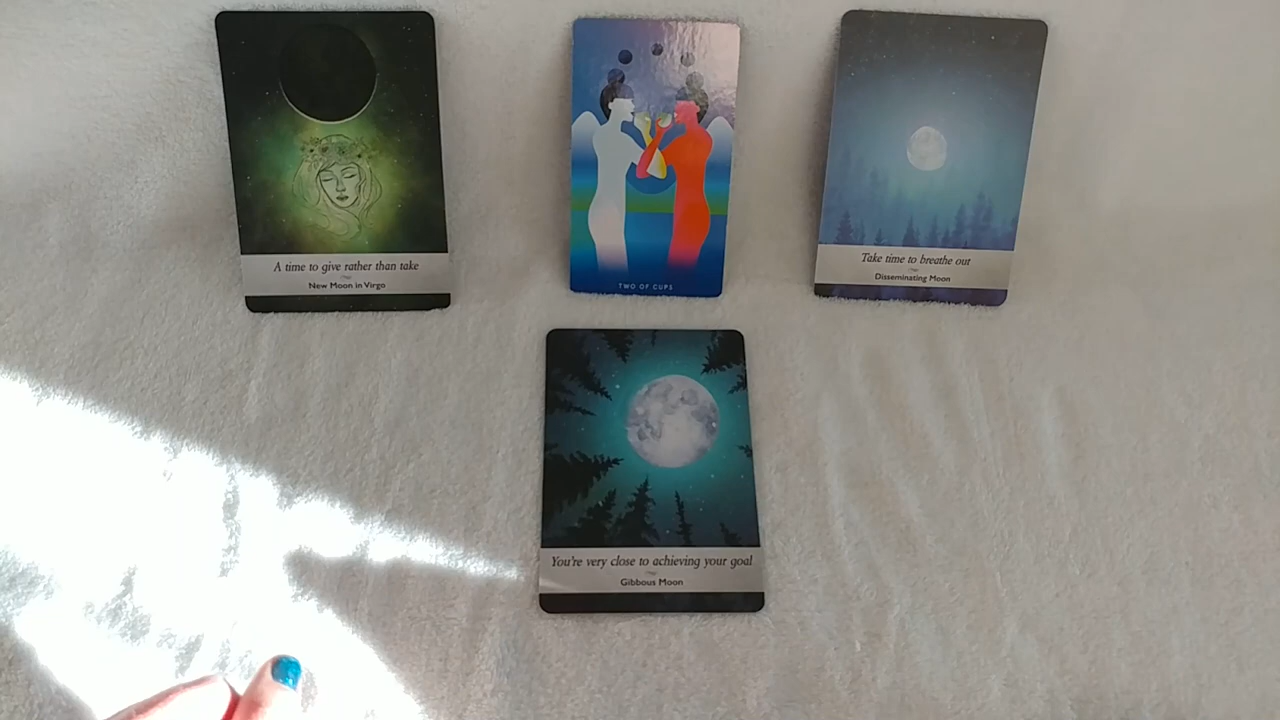 A time to give rather than take
New Moon in Virgo
TWO OF CUPS
Take time to breathe out
Disseminating Moon
You're very close to achieving your goal
Gibbous Moon